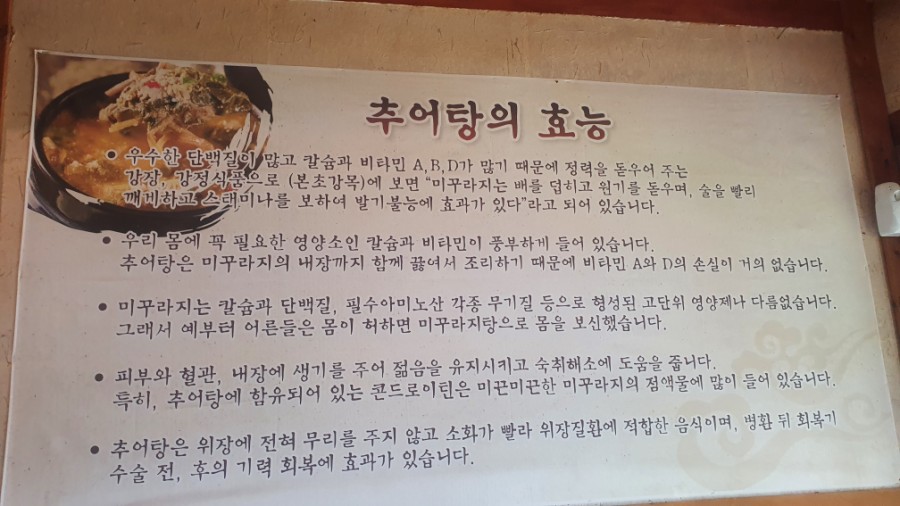 추어탕의 효능
• 우수한 단백질이 많고 칼슘과 비타민 A,B,D가 많기 때문에 정력을 돋우어 주는
강장, 강정식품으로 (본초강목)에 보면 "미꾸라지는 배를 덥히고 원기를 돋우며, 술을 빨리
깨게하고 스태미나를 보하여 발기불능에 효과가 있다"라고 되어 있습니다.
• 우리 몸에 꼭 필요한 영양소인 칼슘과 비타민이 풍부하게 들어 있습니다.
추어탕은 미꾸라지의 내장까지 함께 끓여서 조리하기 때문에 비타민 A와 D의 손실이 거의 없습니다.
• 미꾸라지는 칼슘과 단백질, 필수아미노산 각종 무기질 등으로 형성된 고단위 영양제나 다름없습니다.
그래서 예부터 어른들은 몸이 허하면 미꾸라지탕으로 몸을 보신했습니다.
• 피부와 혈관, 내장에 생기를 주어 젊음을 유지시키고 숙취해소에 도움을 줍니다.
특히, 추어탕에 함유되어 있는 콘드로이틴은 미끈미끈한 미꾸라지의 점액물에 많이 들어 있습니다.
• 추어탕은 위장에 전혀 무리를 주지 않고 소화가 빨라 위장질환에 적합한 음식이며, 병환 뒤 회복기
수술 전, 후의 기력 회복에 효과가 있습니다.